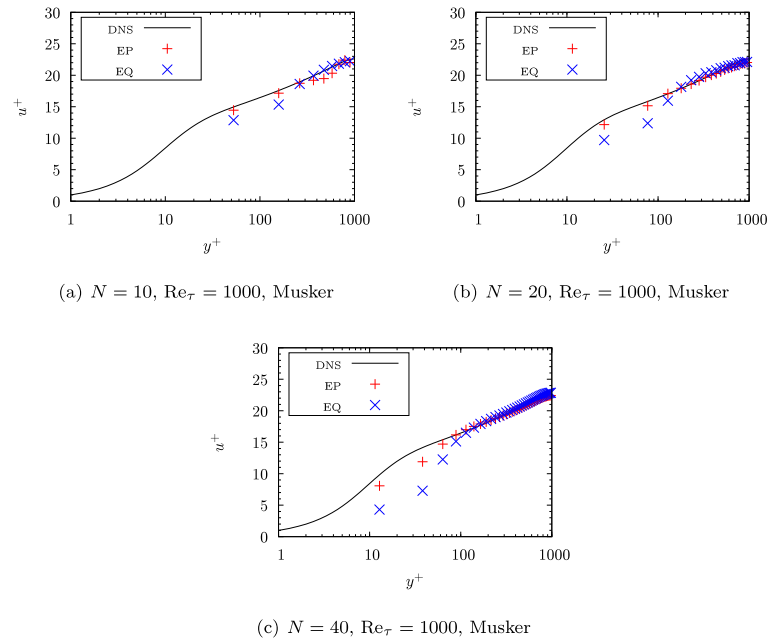 30
25
20
15
10
5
0
u⁺
DNS
EP
EQ
1 10 100 1000
y⁺
(a) N = 10, Reτ = 1000, Musker
30
25
20
15
10
5
0
u⁺
DNS
EP
EQ
1 10 100 1000
y⁺
(b) N = 20, Reτ = 1000, Musker
30
25
20
15
10
5
0
u⁺
DNS
EP
EQ
1 10 100 1000
y⁺
(c) N = 40, Reτ = 1000, Musker